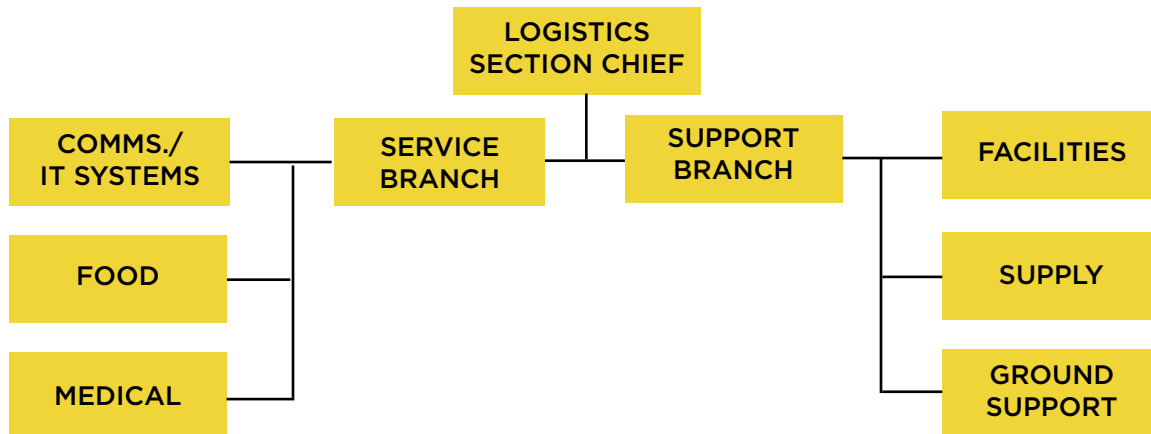 LOGISTICS
SECTION CHIEF
COMMS./
IT SYSTEMS
SERVICE
BRANCH
SUPPORT
BRANCH
FACILITIES
FOOD
SUPPLY
MEDICAL
GROUND
SUPPORT